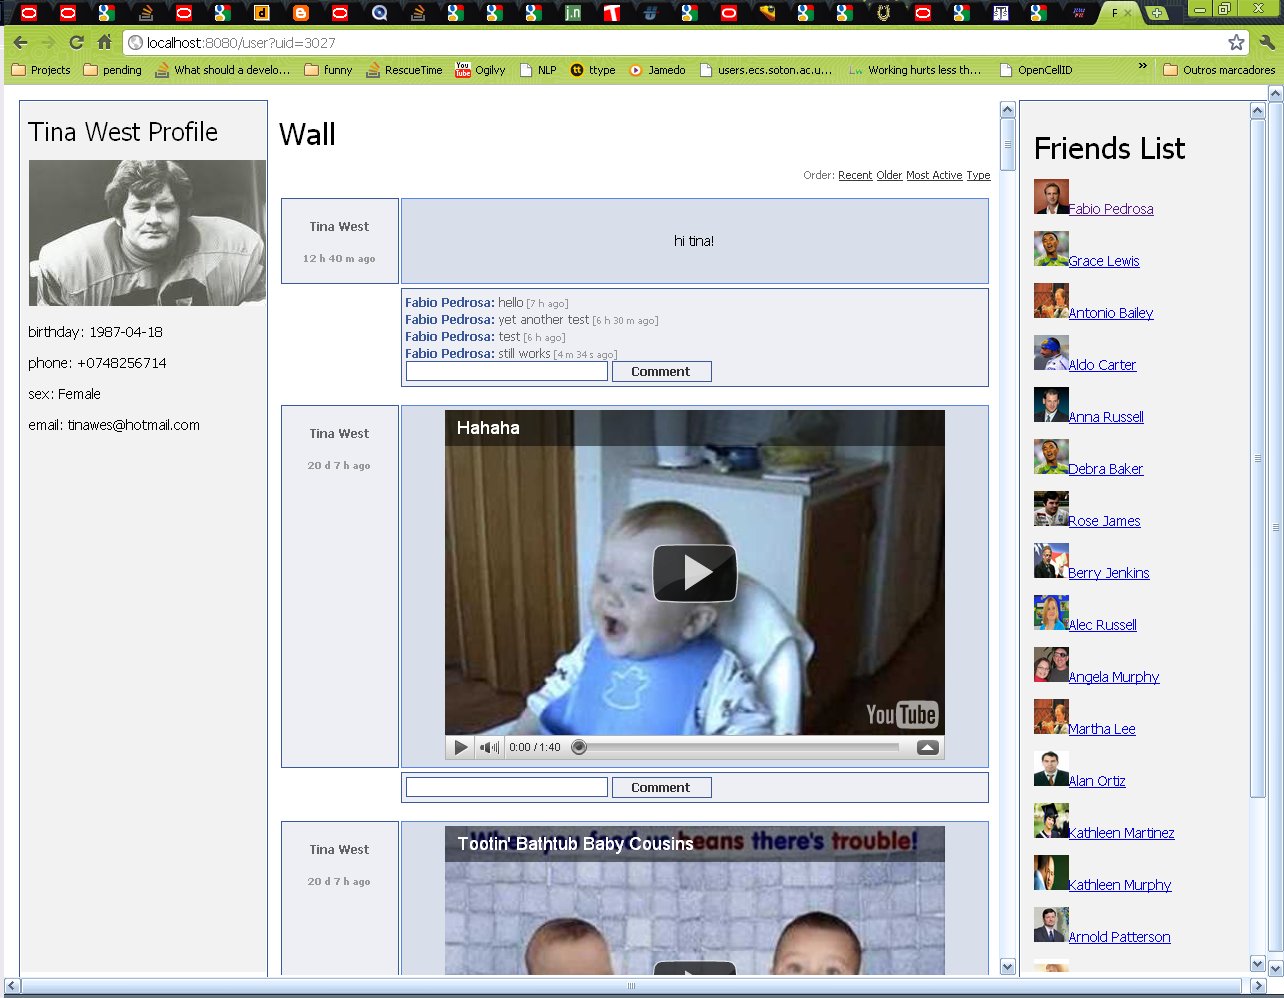 F
localhost:8080/user?uid=3027
Projects pending What should a develo... funny RescueTime Ogilvy NLP ttype Jamedo users.ecs.soton.ac.u... Working hurts less th... OpenCellID » Outros marcadores
Tina West Profile
birthday: 1987-04-18
phone: +0748256714
sex: Female
email: tinawes@hotmail.com
Wall
Order: Recent Older Most Active Type
Tina West
12 h 40 m ago
hi tina!
Fabio Pedrosa: hello [7 h ago]
Fabio Pedrosa: yet another test [6 h 30 m ago]
Fabio Pedrosa: test [6 h ago]
Fabio Pedrosa: still works [4 m 34 s ago]
Comment
Tina West
20 d 7 h ago
Hahaha
YouTube
0:00 / 1:40
Comment
Tina West
20 d 7 h ago
Tootin' Bathtub Baby Cousins
means there's trouble!
Friends List
Fabio Pedrosa
Grace Lewis
Antonio Bailey
Aldo Carter
Anna Russell
Debra Baker
Rose James
Berry Jenkins
Alec Russell
Angela Murphy
Martha Lee
Alan Ortiz
Kathleen Martinez
Kathleen Murphy
Arnold Patterson